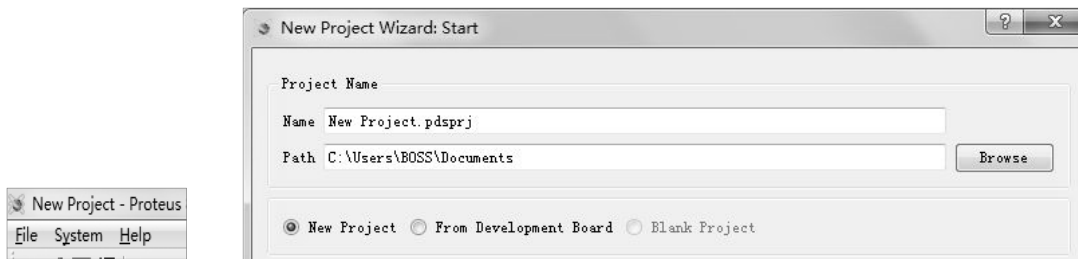 New Project - Proteus
File System Help
New Project Wizard: Start
Project Name
Name New Project.pdsprj
Path C:\Users\BOSS\Documents Browse
New Project From Development Board Blank Project